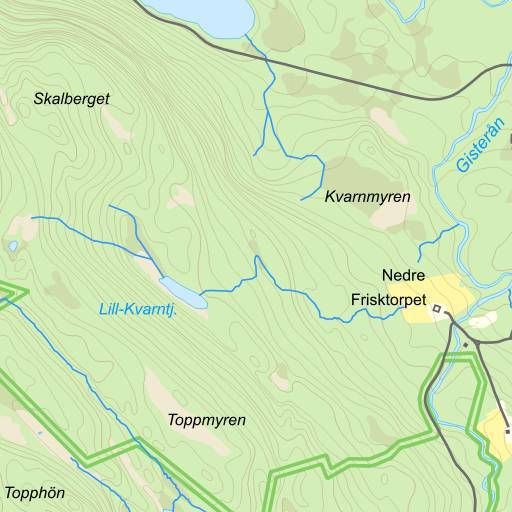 Skalberget
Gisterån
Kvarnmyren
Nedre
Frisktorpet
Lill-Kvarntj.
Toppmyren
Topphön